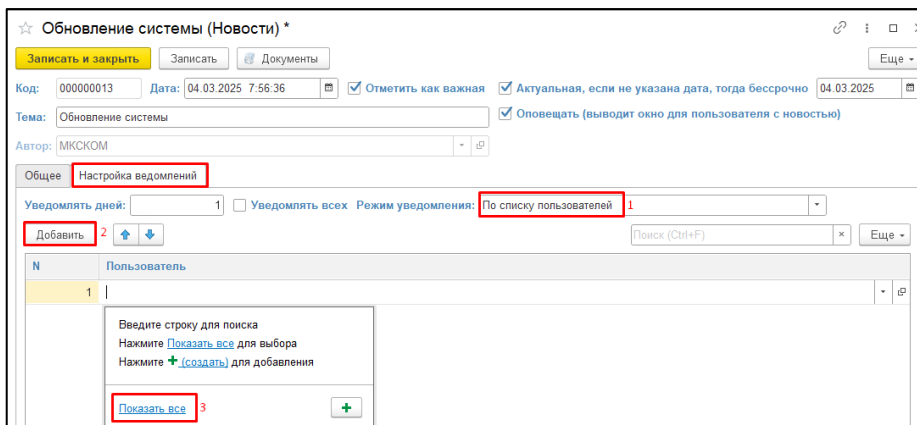 Обновление системы (Новости) *
Записать и закрыть Записать Документы Еще
Код: 000000013 Дата: 04.03.2025 7:56:36 Отметить как важная Актуальная, если не указана дата, тогда бессрочно 04.03.2025
Тема: Обновление системы Оповещать (выводит окно для пользователя с новостью)
Автор: МКСКОМ
Общее Настройка ведомлений
Уведомлять дней: 1 Уведомлять всех Режим уведомления: По списку пользователей 1
Добавить 2 Поиск (Ctrl+F) × Еще
N Пользователь
1
Введите строку для поиска
Нажмите Показать все для выбора
Нажмите + (создать) для добавления
Показать все 3 +